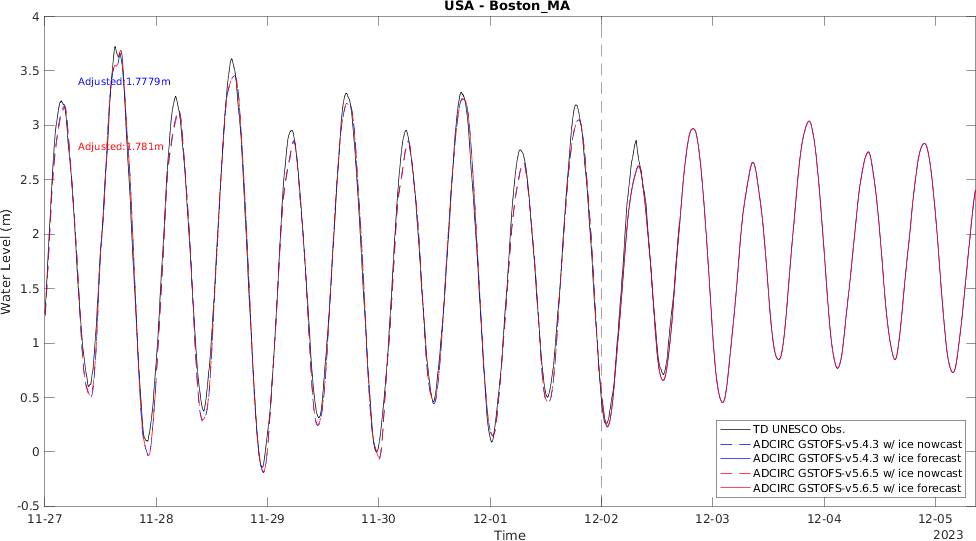 USA - Boston_MA
4
3.5
3
2.5
2
1.5
1
0.5
0
-0.5
Water Level (m)
Adjusted:1.7779m
Adjusted:1.781m
TD UNESCO Obs.
ADCIRC GSTOFS-v5.4.3 w/ ice nowcast
ADCIRC GSTOFS-v5.4.3 w/ ice forecast
ADCIRC GSTOFS-v5.6.5 w/ ice nowcast
ADCIRC GSTOFS-v5.6.5 w/ ice forecast
11-27 11-28 11-29 11-30 12-01 12-02 12-03 12-04 12-05
Time
2023